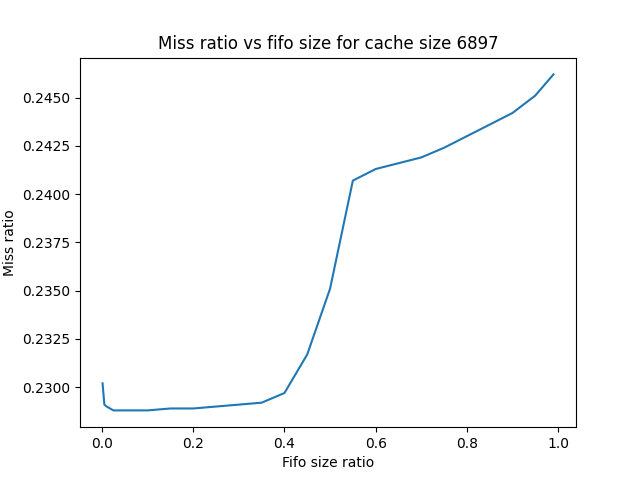 Miss ratio vs fifo size for cache size 6897
0.2450
0.2425
0.2400
0.2375
0.2350
0.2325
0.2300
Miss ratio
0.0 0.2 0.4 0.6 0.8 1.0
Fifo size ratio